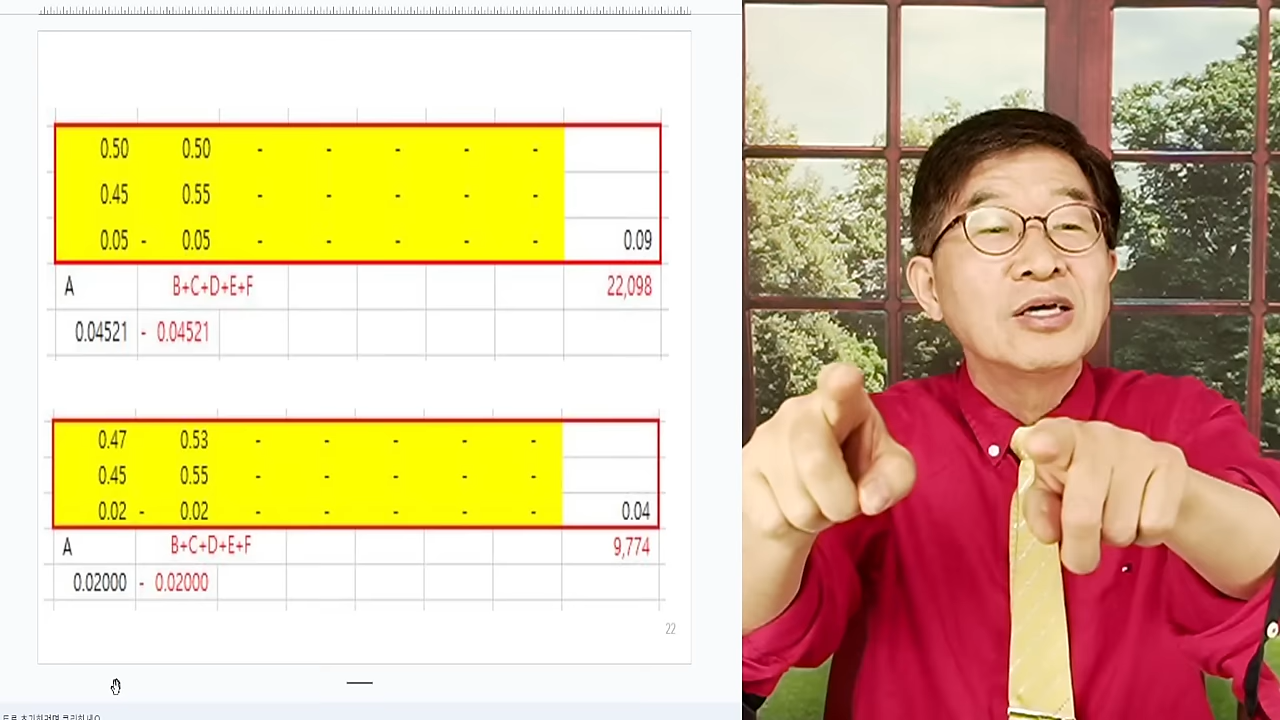 0.50 0.50 - - - - -
0.45 0.55 - - - - -
0.05 - 0.05 - - - - - 0.09
A B+C+D+E+F 22,098
0.04521 - 0.04521
0.47 0.53 - - - - -
0.45 0.55 - - - - -
0.02 - 0.02 - - - - - 0.04
A B+C+D+E+F 9,774
0.02000 - 0.02000
22